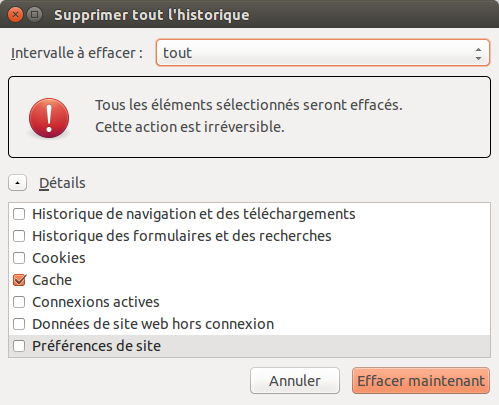 Supprimer tout l'historique
Intervalle à effacer : tout
Tous les éléments sélectionnés seront effacés.
Cette action est irréversible.
Détails
Historique de navigation et des téléchargements
Historique des formulaires et des recherches
Cookies
Cache
Connexions actives
Données de site web hors connexion
Préférences de site
Annuler Effacer maintenant